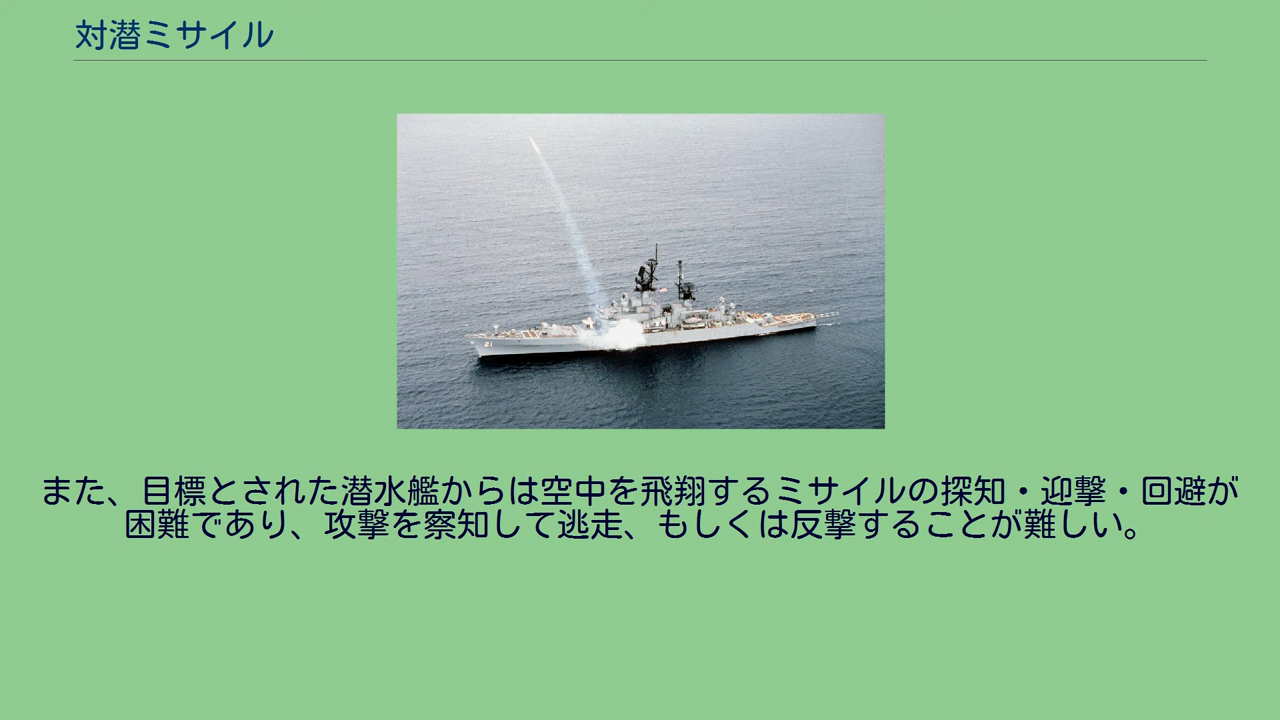 対潜ミサイル
21
また、目標とされた潜水艦からは空中を飛翔するミサイルの探知・迎撃・回避が
困難であり、攻撃を察知して逃走、もしくは反撃することが難しい。